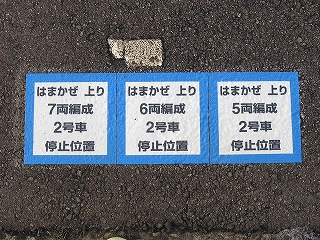 はまかぜ 上り
7両編成
2号車
停止位置
はまかぜ 上り
6両編成
2号車
停止位置
はまかぜ 上り
5両編成
2号車
停止位置